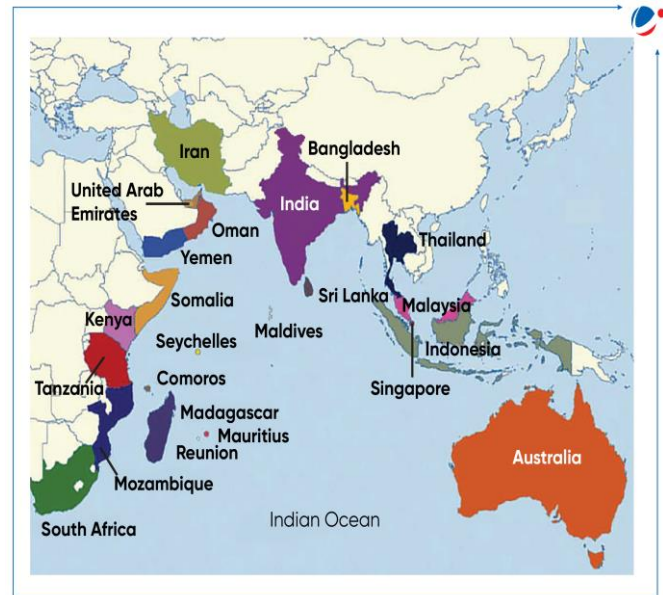 Iran
Bangladesh
United Arab
Emirates
India
Oman
Thailand
Yemen
Sri Lanka
Somalia
Malaysia
Kenya
Maldives
Seychelles
Indonesia
Tanzania
Comoros
Singapore
Madagascar
Mauritius
Reunion
Australia
Mozambique
Indian Ocean
South Africa